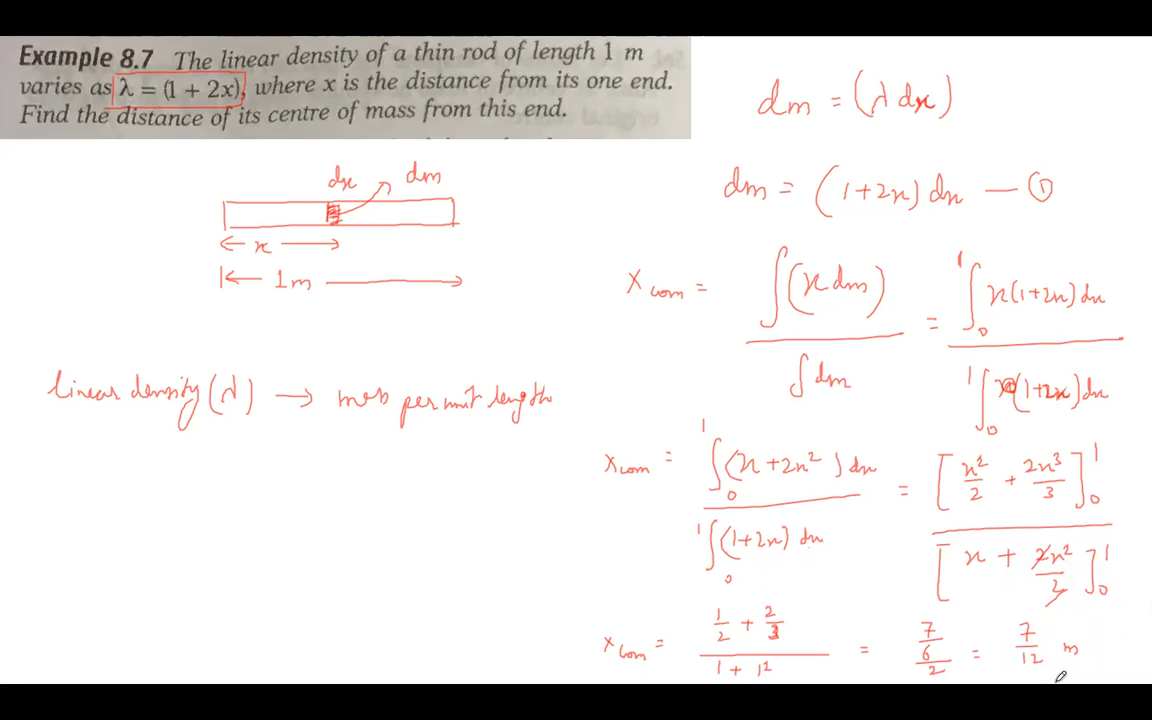 Example 8.7 The linear density of a thin rod of length 1 m
varies as λ = (1 + 2x), where x is the distance from its one end.
Find the distance of its centre of mass from this end.
dx dm
x
1m
linear density (λ) → mass per unit length
dm = (λ dx)
dm = (1+2x) dx — ①
x com = ∫(x dm) / ∫dm = ∫₀¹ x(1+2x) dx / ∫₀¹ (1+2x) dx
x com = ∫₀¹ (x + 2x²) dx / ∫₀¹ (1+2x) dx = [x²/2 + 2x³/3]₀¹ / [x + 2x²/2]₀¹
x com = (1/2 + 2/3) / (1 + 1²) = (7/6)/2 = 7/12 m